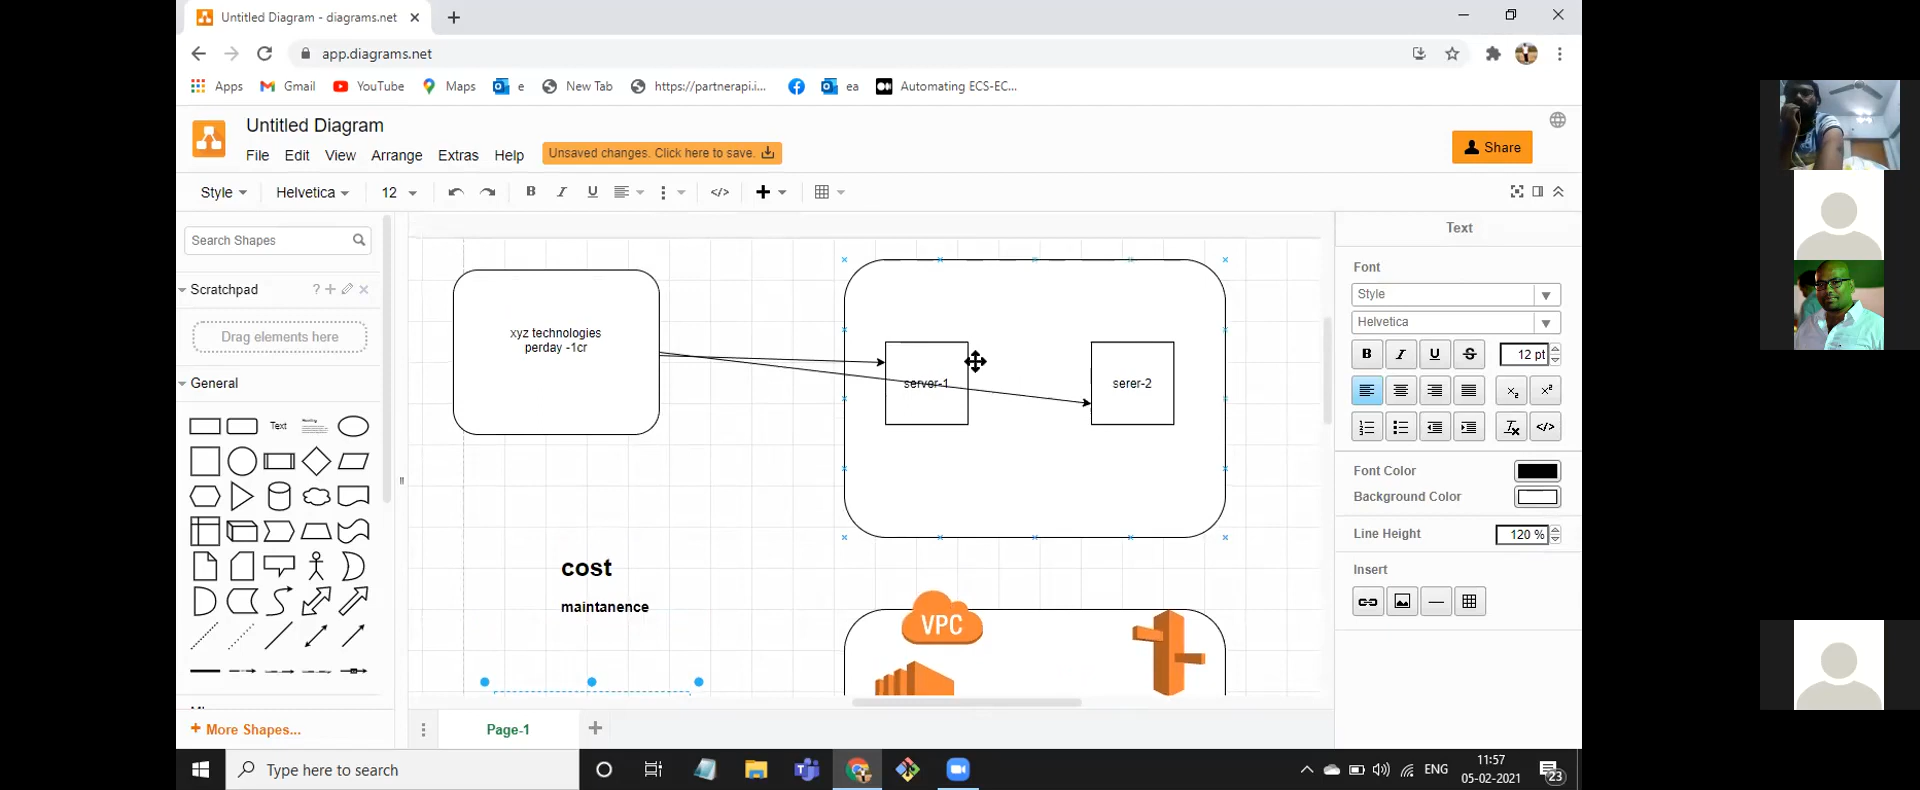 Untitled Diagram - diagrams.net
app.diagrams.net
Apps
Gmail
YouTube
Maps
e
New Tab
https://partnerapi.i...
ea
Automating ECS-EC...
Untitled Diagram
File Edit View Arrange Extras Help
Unsaved changes. Click here to save.
Share
Style
Helvetica
12
B I U
</>
Search Shapes
Scratchpad
?
Drag elements here
General
Text
More Shapes...
xyz technologies
perday -1cr
server-1
serer-2
cost
maintanence
VPC
Page-1
Text
Font
Style
Helvetica
B I U S
12 pt
Font Color
Background Color
Line Height
120 %
Insert
Type here to search
ENG
11:57
05-02-2021
23